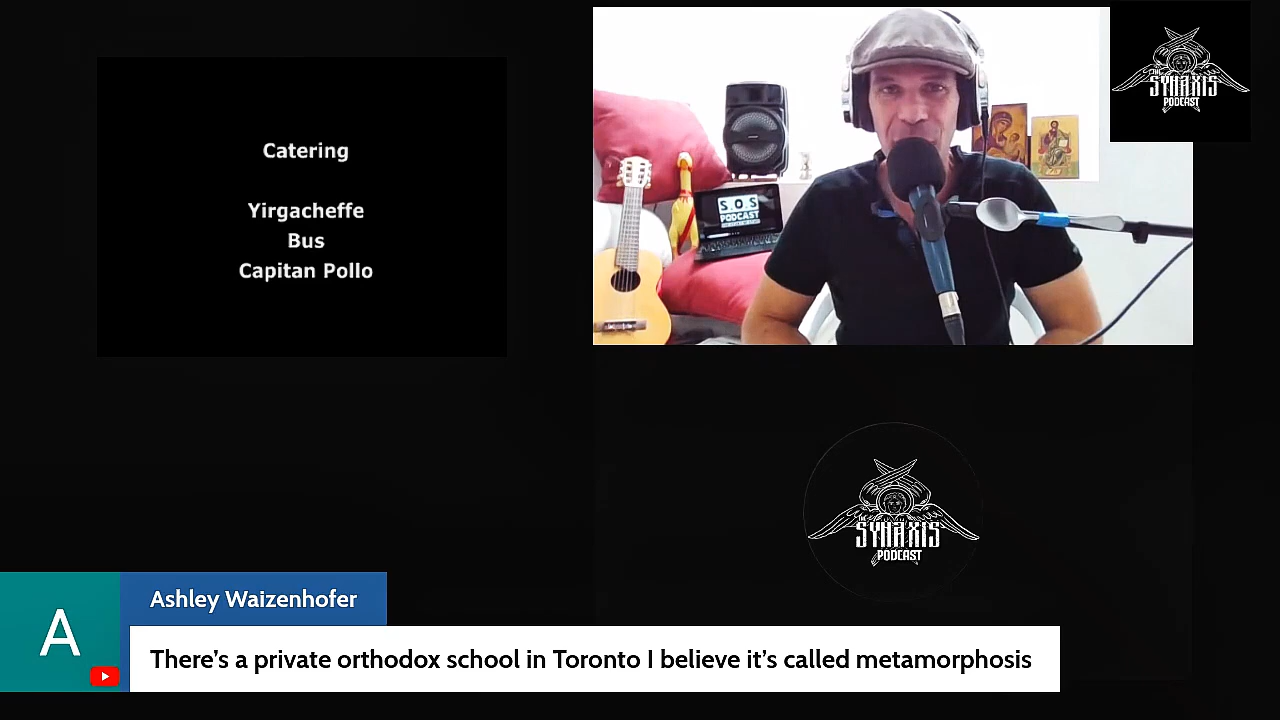 Catering
Yirgacheffe
Bus
Capitan Pollo
S.O.S
PODCAST
THE
SYNAXIS
PODCAST
THE
SYNAXIS
PODCAST
A
Ashley Waizenhofer
There's a private orthodox school in Toronto I believe it's called metamorphosis